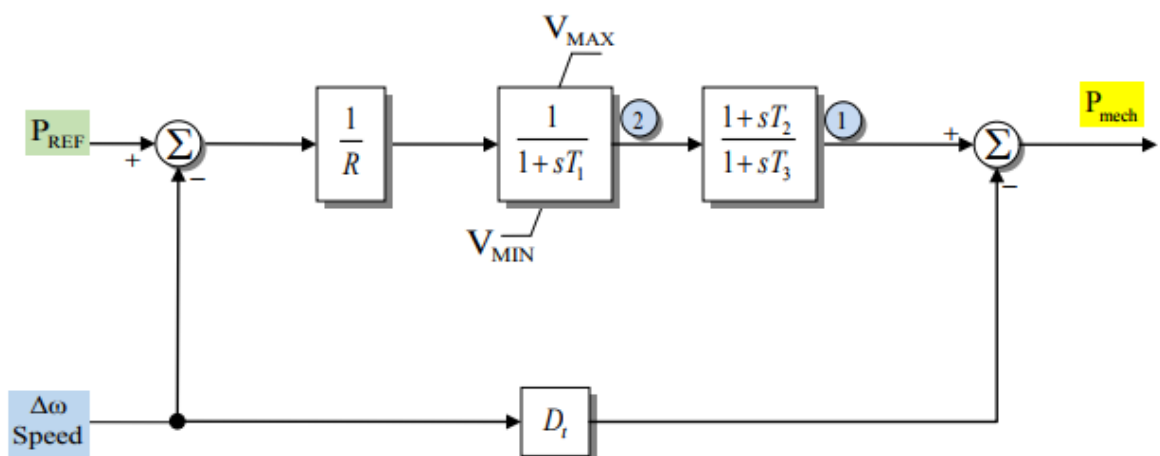 V_MAX
P_REF
+
Σ
−
1
R
1
1+sT_1
2
1+sT_2
1+sT_3
1
+
Σ
−
P_mech
V_MIN
Δω
Speed
D_t